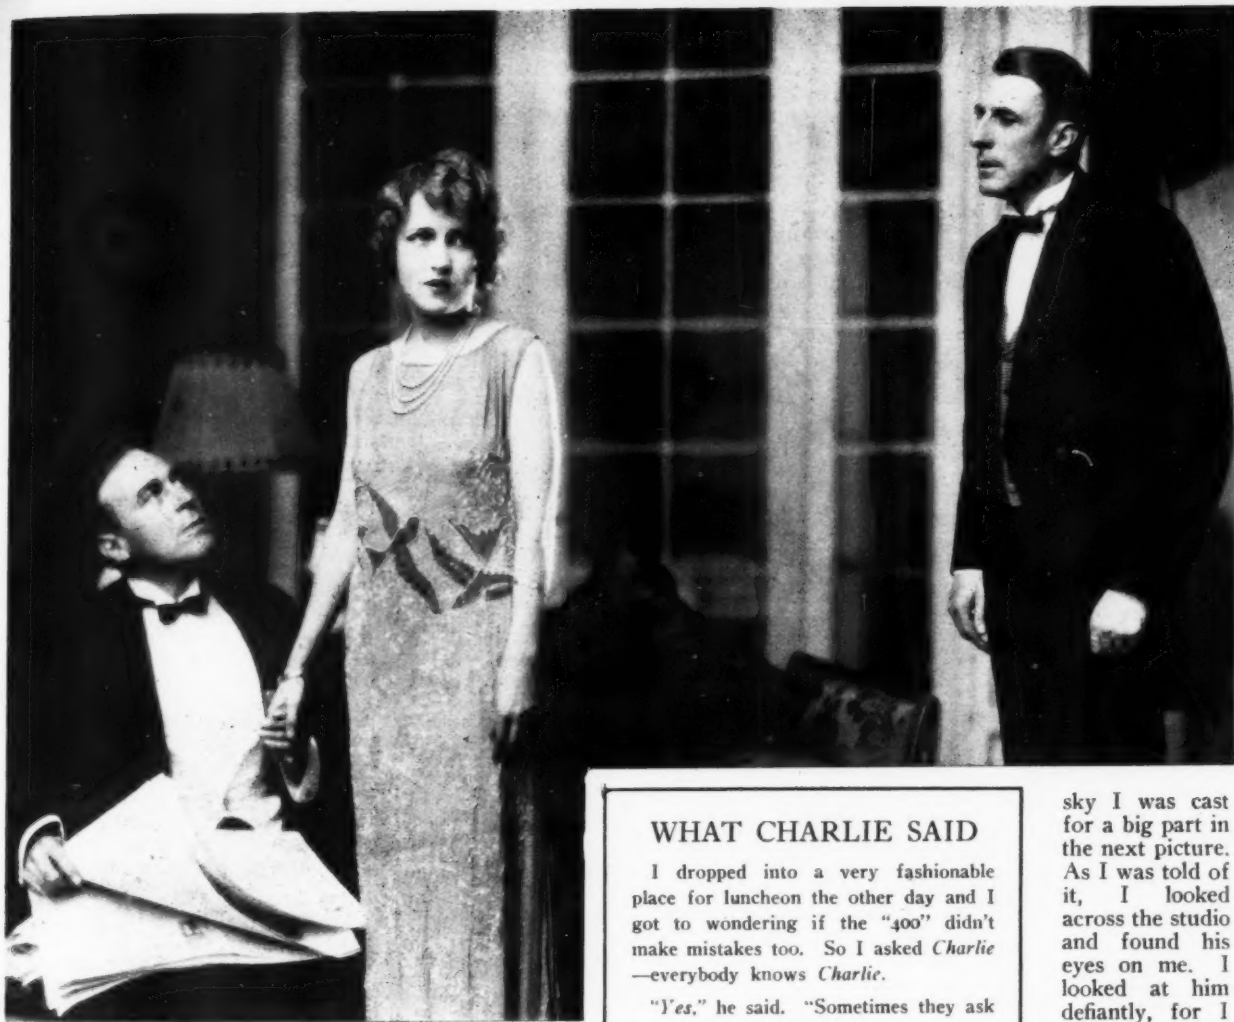 WHAT CHARLIE SAID
I dropped into a very fashionable
place for luncheon the other day and I
got to wondering if the "400" didn't
make mistakes too. So I asked Charlie
—everybody knows Charlie.
"Yes," he said. "Sometimes they ask
sky I was cast
for a big part in
the next picture.
As I was told of
it, I looked
across the studio
and found his
eyes on me. I
looked at him
defiantly, for I